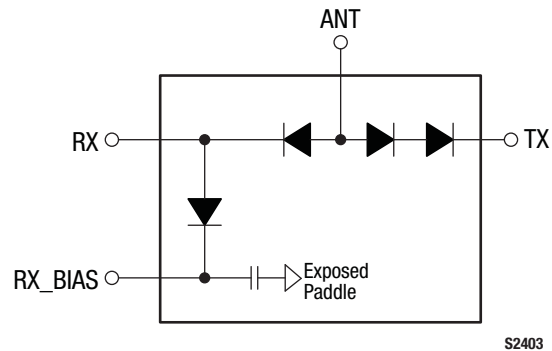 ANT
RX
TX
RX_BIAS
Exposed
Paddle
S2403